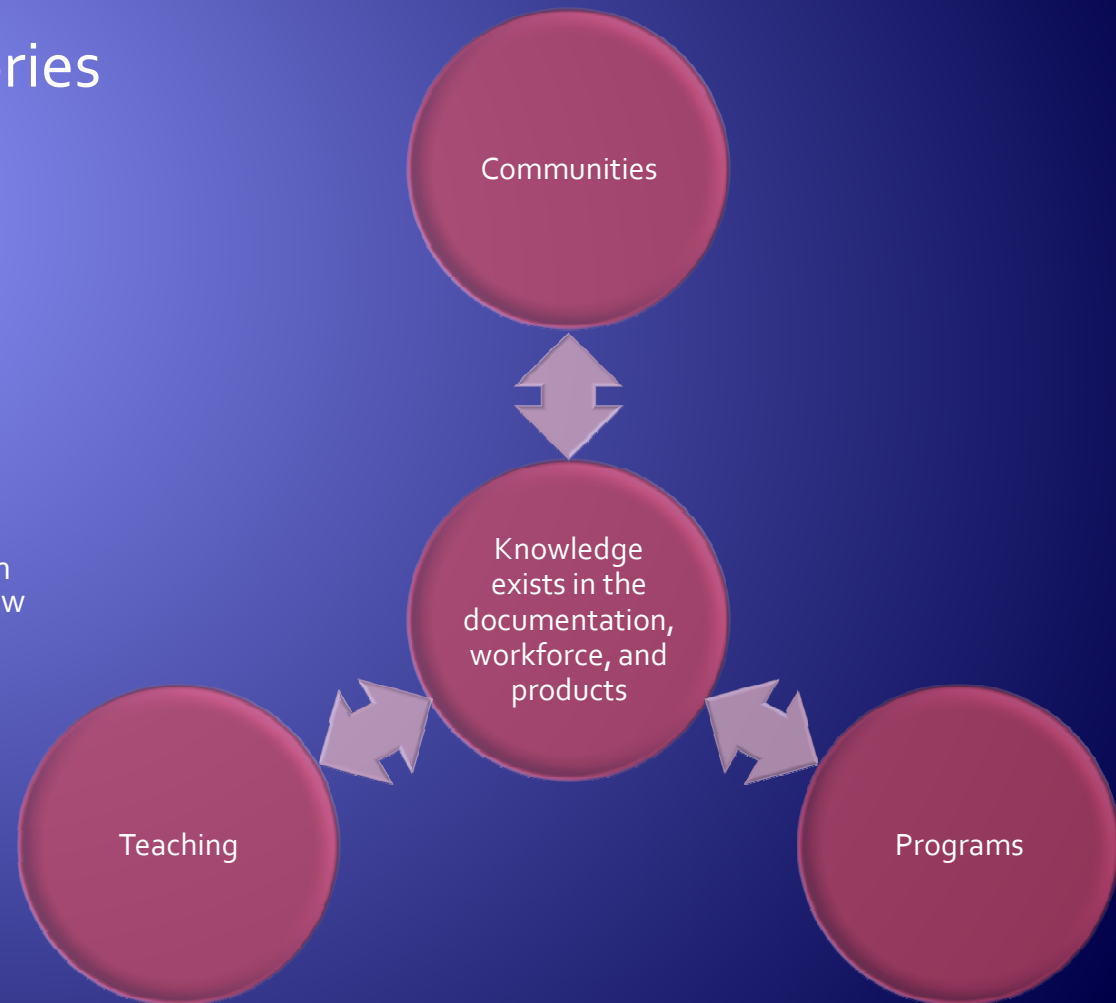 ries
Communities
Knowledge
exists in the
documentation,
workforce, and
products
Teaching
Programs